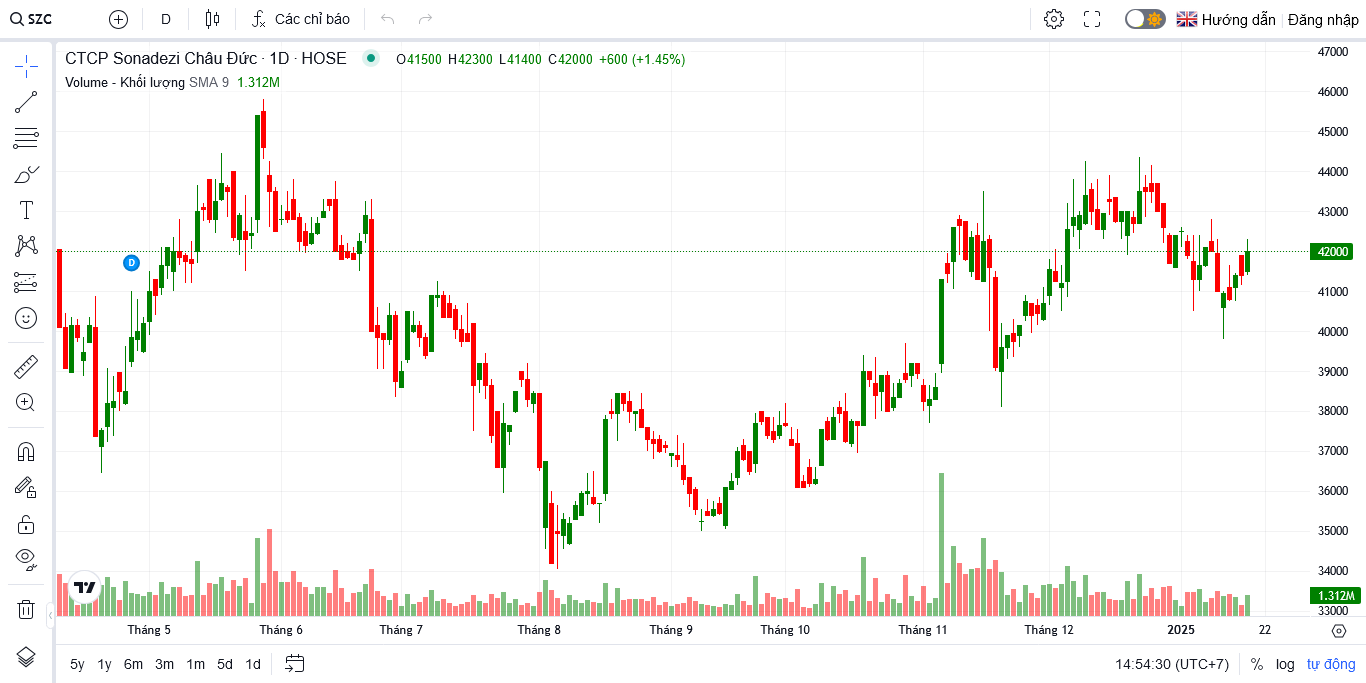 SZC D Các chỉ báo Hướng dẫn Đăng nhập
CTCP Sonadezi Châu Đức · 1D · HOSE O41500 H42300 L41400 C42000 +600 (+1.45%)
Volume - Khối lượng SMA 9 1.312M
47000
46000
45000
44000
43000
42000
41000
40000
39000
38000
37000
36000
35000
34000
1.312M
33000
D
T
Tháng 5 Tháng 6 Tháng 7 Tháng 8 Tháng 9 Tháng 10 Tháng 11 Tháng 12 2025 22
5y 1y 6m 3m 1m 5d 1d 14:54:30 (UTC+7) % log tự động